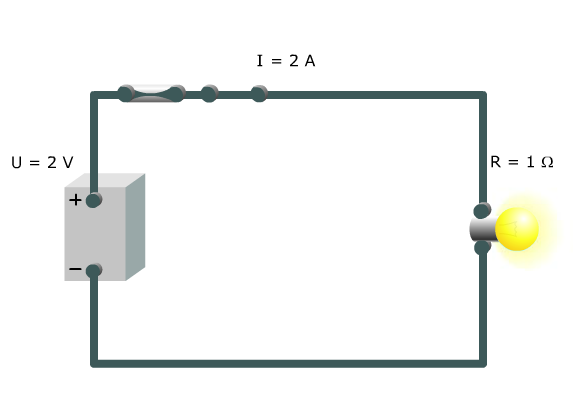 I = 2 A
U = 2 V
R = 1 Ω
+
−